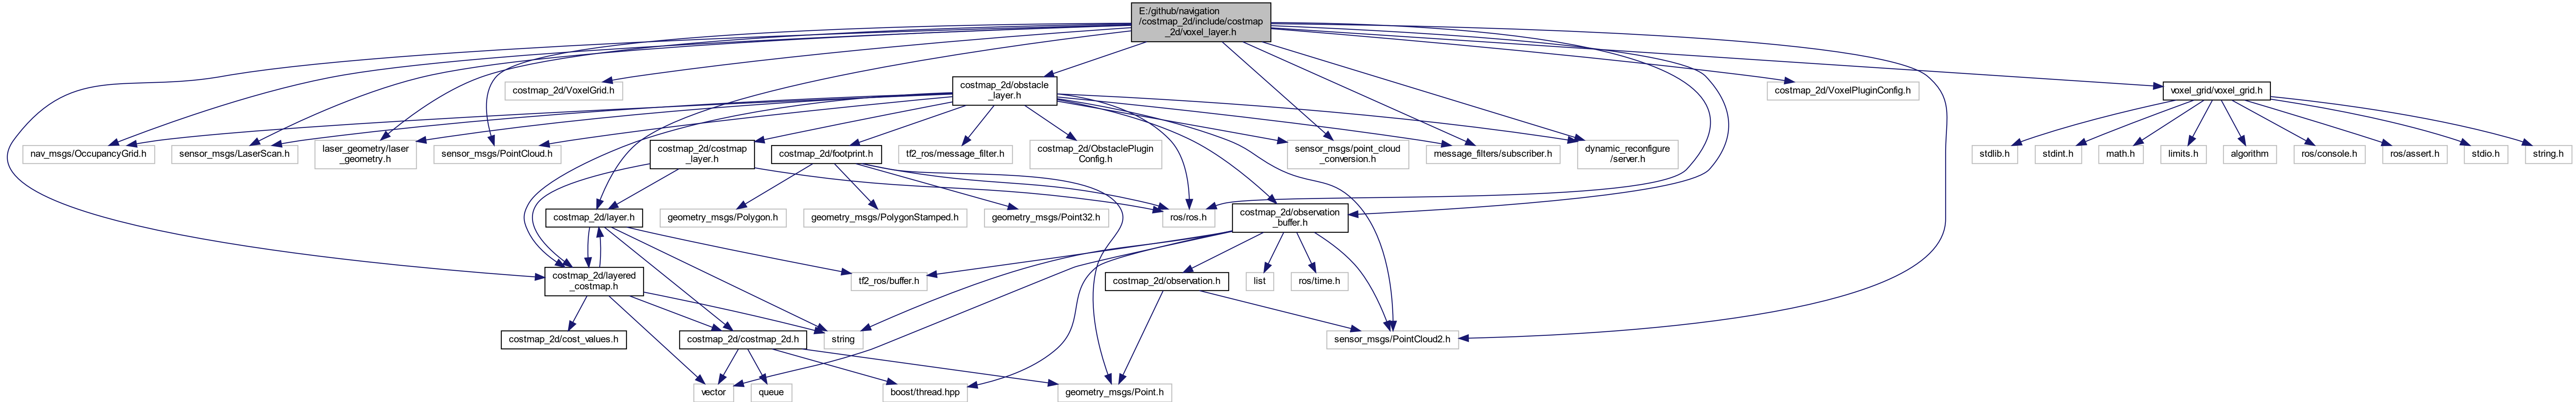 E:/github/navigation
/costmap_2d/include/costmap
_2d/voxel_layer.h
costmap_2d/VoxelGrid.h
costmap_2d/obstacle
_layer.h
costmap_2d/VoxelPluginConfig.h
voxel_grid/voxel_grid.h
nav_msgs/OccupancyGrid.h
sensor_msgs/LaserScan.h
laser_geometry/laser
_geometry.h
sensor_msgs/PointCloud.h
costmap_2d/costmap
_layer.h
costmap_2d/footprint.h
tf2_ros/message_filter.h
costmap_2d/ObstaclePlugin
Config.h
sensor_msgs/point_cloud
_conversion.h
message_filters/subscriber.h
dynamic_reconfigure
/server.h
stdlib.h
stdint.h
math.h
limits.h
algorithm
ros/console.h
ros/assert.h
stdio.h
string.h
costmap_2d/layer.h
geometry_msgs/Polygon.h
geometry_msgs/PolygonStamped.h
geometry_msgs/Point32.h
ros/ros.h
costmap_2d/observation
_buffer.h
costmap_2d/layered
_costmap.h
tf2_ros/buffer.h
costmap_2d/observation.h
list
ros/time.h
costmap_2d/cost_values.h
costmap_2d/costmap_2d.h
string
sensor_msgs/PointCloud2.h
vector
queue
boost/thread.hpp
geometry_msgs/Point.h